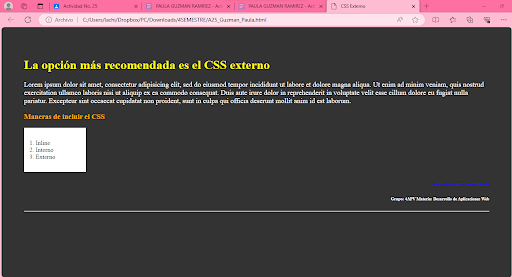 Actividad No. 25
PAULA GUZMAN RAMIREZ - Act
PAULA GUZMAN RAMIREZ - Act
CSS Externo
Archivo
C:/Users/lachi/Dropbox/PC/Downloads/4SEMESTRE/A25_Guzman_Paula.html
La opción más recomendada es el CSS externo
Lorem ipsum dolor sit amet, consectetur adipisicing elit, sed do eiusmod tempor incididunt ut labore et dolore magna aliqua. Ut enim ad minim veniam, quis nostrud
exercitation ullamco laboris nisi ut aliquip ex ea commodo consequat. Duis aute irure dolor in reprehenderit in voluptate velit esse cillum dolore eu fugiat nulla
pariatur. Excepteur sint occaecat cupidatat non proident, sunt in culpa qui officia deserunt mollit anim id est laborum.
Maneras de incluir el CSS
1. Inline
2. Interno
3. Externo
Grupo: 4APV Materia: Desarrollo de Aplicaciones Web